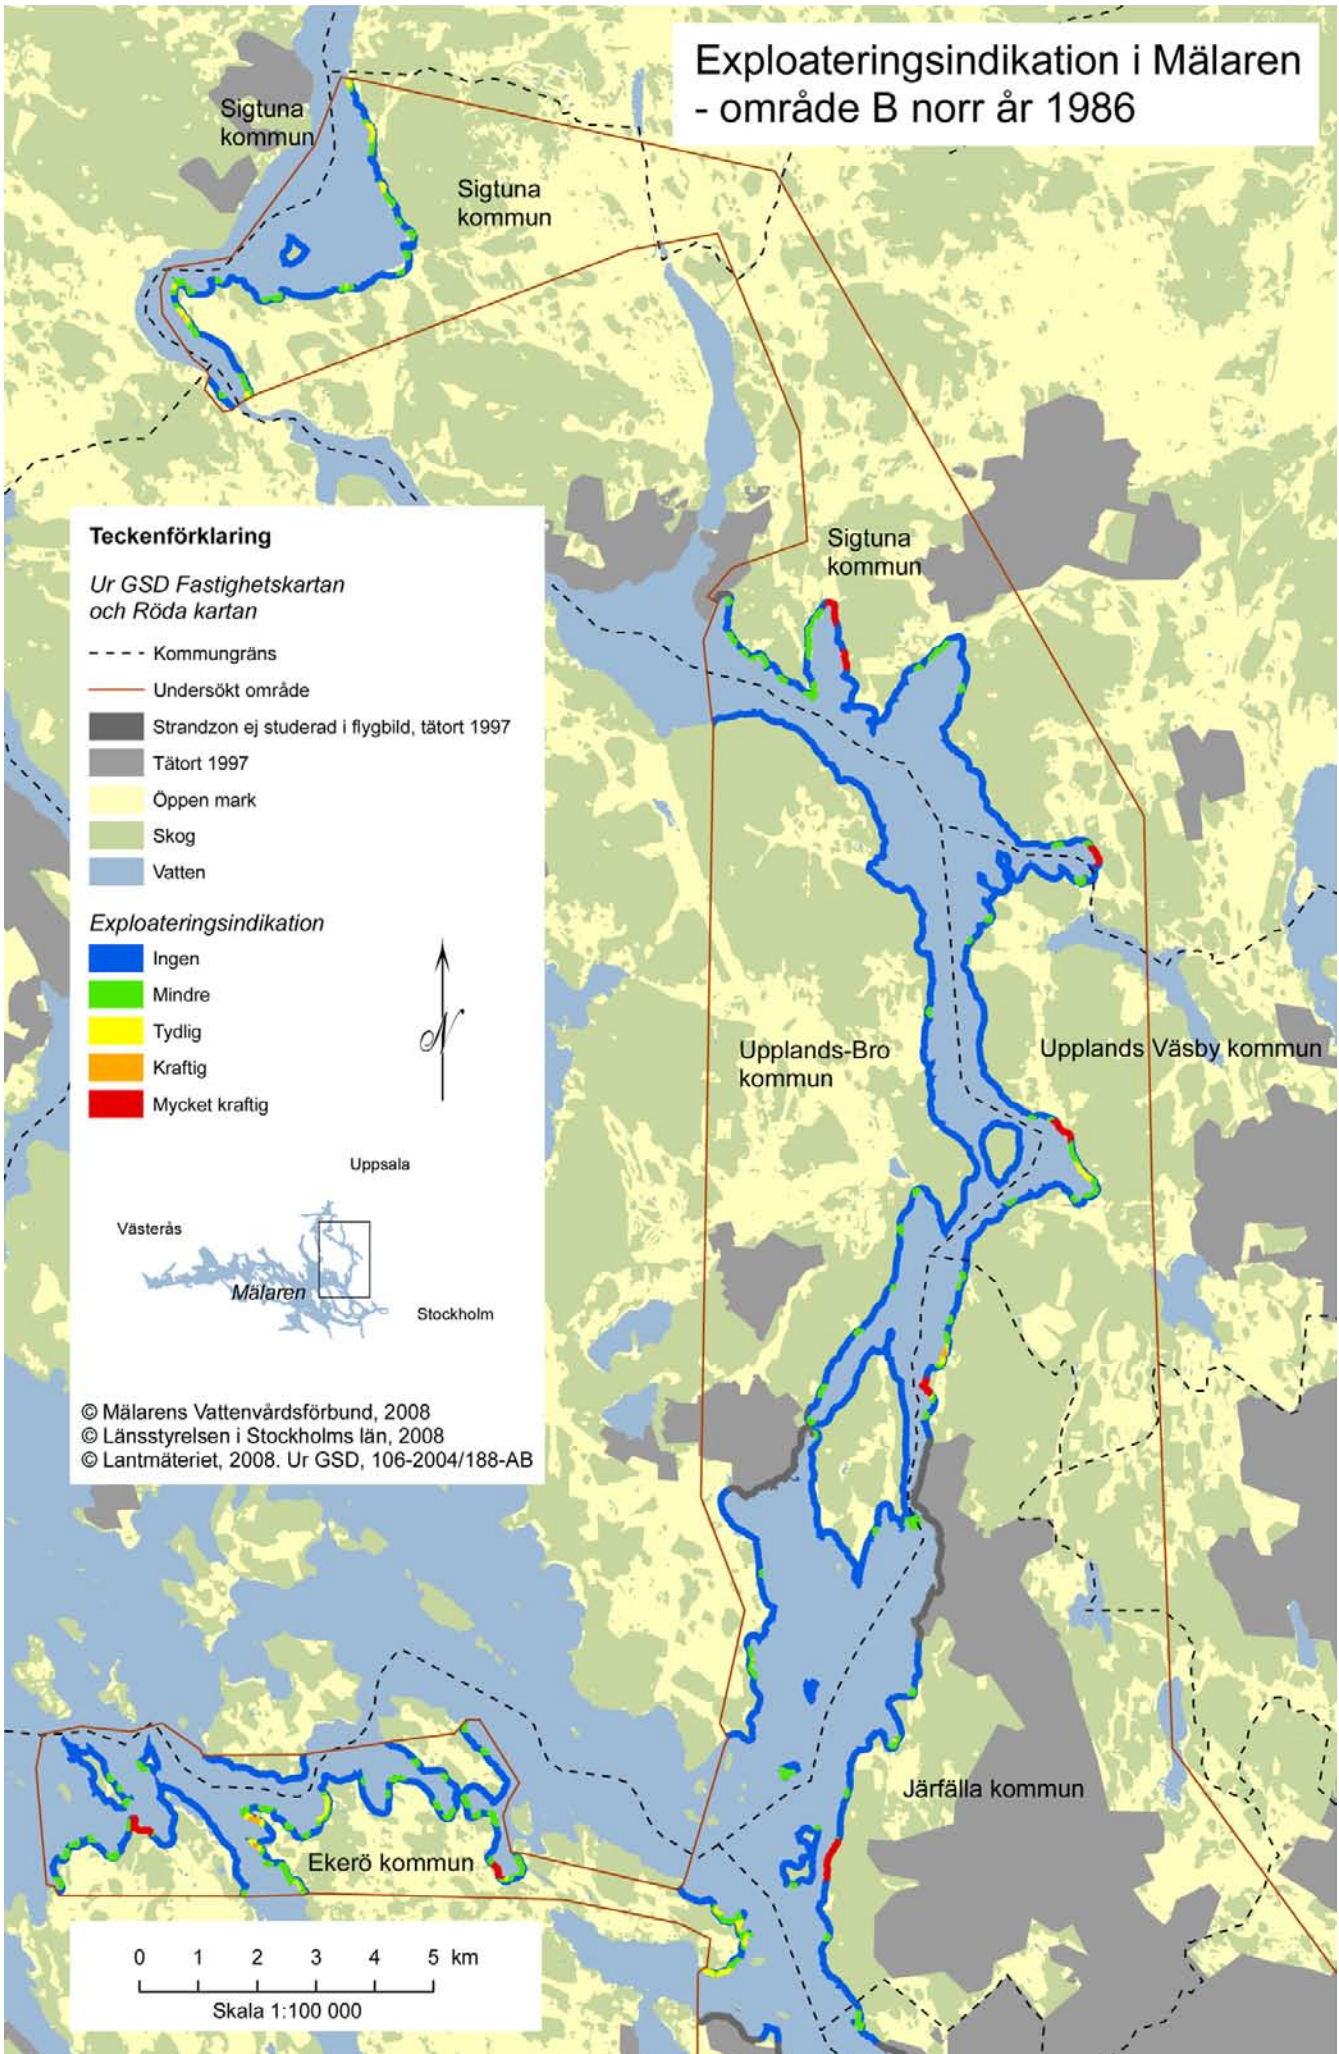 Exploateringsindikation i Mälaren
- område B norr år 1986
Sigtuna
kommun
Sigtuna
kommun
Sigtuna
kommun
Teckenförklaring
Ur GSD Fastighetskartan
och Röda kartan
Kommungräns
Undersökt område
Strandzon ej studerad i flygbild, tätort 1997
Tätort 1997
Öppen mark
Skog
Vatten
Exploateringsindikation
Ingen
Mindre
Tydlig
Kraftig
Mycket kraftig
N
Uppsala
Västerås
Mälaren
Stockholm
© Mälarens Vattenvårdsförbund, 2008
© Länsstyrelsen i Stockholms län, 2008
© Lantmäteriet, 2008. Ur GSD, 106-2004/188-AB
Upplands-Bro
kommun
Upplands Väsby kommun
Järfälla kommun
Ekerö kommun
0 1 2 3 4 5 km
Skala 1:100 000